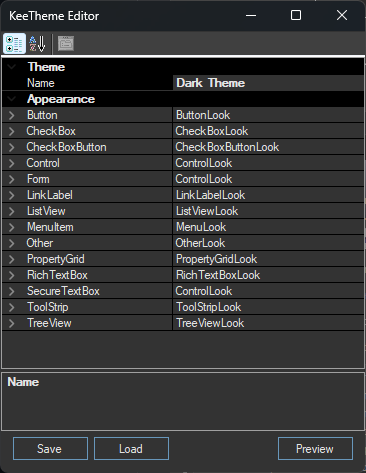 KeeTheme Editor
Theme
Name Dark Theme
Appearance
Button ButtonLook
CheckBox CheckBoxLook
CheckBoxButton CheckBoxButtonLook
Control ControlLook
Form ControlLook
LinkLabel LinkLabelLook
ListView ListViewLook
MenuItem MenuLook
Other OtherLook
PropertyGrid PropertyGridLook
RichTextBox RichTextBoxLook
SecureTextBox ControlLook
ToolStrip ToolStripLook
TreeView TreeViewLook
Name
Save Load Preview